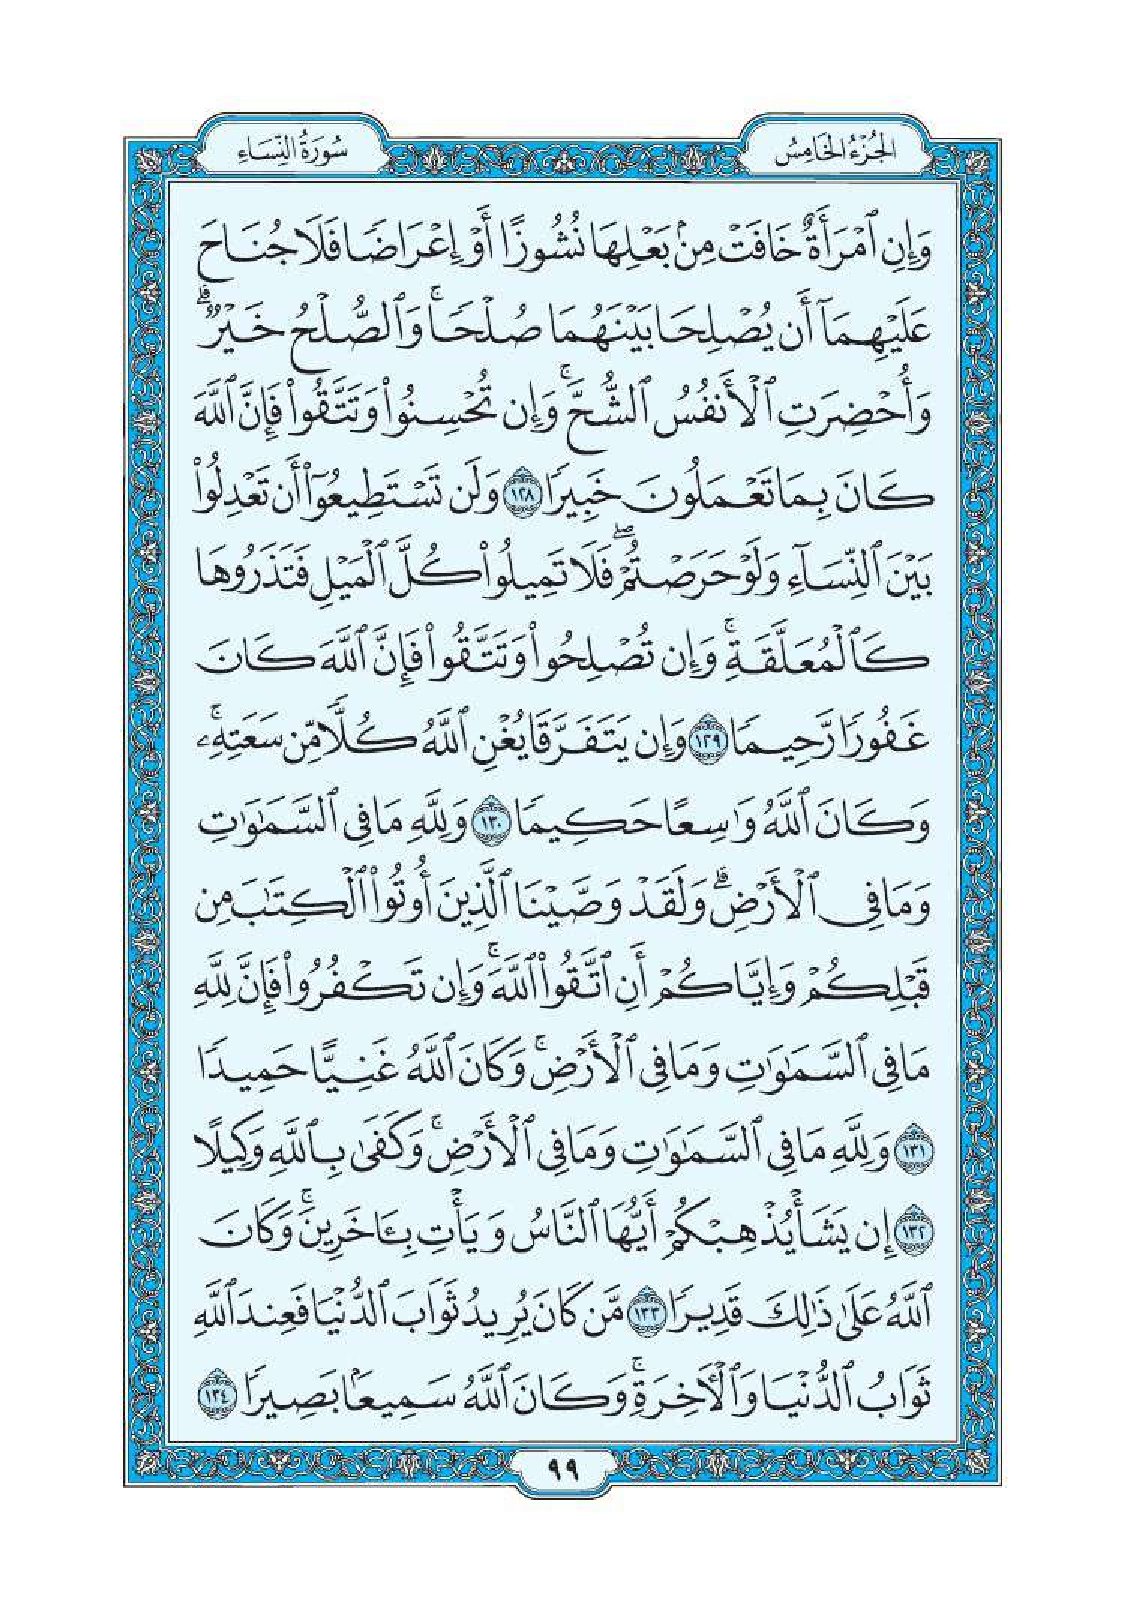 الجُزْءُ الخَامِسُ
سُورَةُ النِّسَاءِ
وَإِنِ ٱمْرَأَةٌ خَافَتْ مِنۢ بَعْلِهَا نُشُوزًا أَوْ إِعْرَاضًا فَلَا جُنَاحَ
عَلَيْهِمَآ أَن يُصْلِحَا بَيْنَهُمَا صُلْحًاۚ وَٱلصُّلْحُ خَيْرٌۗ
وَأُحْضِرَتِ ٱلْأَنفُسُ ٱلشُّحَّۚ وَإِن تُحْسِنُوا۟ وَتَتَّقُوا۟ فَإِنَّ ٱللَّهَ
كَانَ بِمَا تَعْمَلُونَ خَبِيرًا ١٢٨ وَلَن تَسْتَطِيعُوٓا۟ أَن تَعْدِلُوا۟
بَيْنَ ٱلنِّسَآءِ وَلَوْ حَرَصْتُمْۖ فَلَا تَمِيلُوا۟ كُلَّ ٱلْمَيْلِ فَتَذَرُوهَا
كَٱلْمُعَلَّقَةِۚ وَإِن تُصْلِحُوا۟ وَتَتَّقُوا۟ فَإِنَّ ٱللَّهَ كَانَ
غَفُورًا رَّحِيمًا ١٢٩ وَإِن يَتَفَرَّقَا يُغْنِ ٱللَّهُ كُلًّا مِّن سَعَتِهِۦۚ
وَكَانَ ٱللَّهُ وَٰسِعًا حَكِيمًا ١٣٠ وَلِلَّهِ مَا فِى ٱلسَّمَٰوَٰتِ
وَمَا فِى ٱلْأَرْضِۗ وَلَقَدْ وَصَّيْنَا ٱلَّذِينَ أُوتُوا۟ ٱلْكِتَٰبَ مِن
قَبْلِكُمْ وَإِيَّاكُمْ أَنِ ٱتَّقُوا۟ ٱللَّهَۚ وَإِن تَكْفُرُوا۟ فَإِنَّ لِلَّهِ
مَا فِى ٱلسَّمَٰوَٰتِ وَمَا فِى ٱلْأَرْضِۚ وَكَانَ ٱللَّهُ غَنِيًّا حَمِيدًا
١٣١ وَلِلَّهِ مَا فِى ٱلسَّمَٰوَٰتِ وَمَا فِى ٱلْأَرْضِۚ وَكَفَىٰ بِٱللَّهِ وَكِيلًا
١٣٢ إِن يَشَأْ يُذْهِبْكُمْ أَيُّهَا ٱلنَّاسُ وَيَأْتِ بِـَٔاخَرِينَۚ وَكَانَ
ٱللَّهُ عَلَىٰ ذَٰلِكَ قَدِيرًا ١٣٣ مَّن كَانَ يُرِيدُ ثَوَابَ ٱلدُّنْيَا فَعِندَ ٱللَّهِ
ثَوَابُ ٱلدُّنْيَا وَٱلْـَٔاخِرَةِۚ وَكَانَ ٱللَّهُ سَمِيعًۢا بَصِيرًا ١٣٤
٩٩